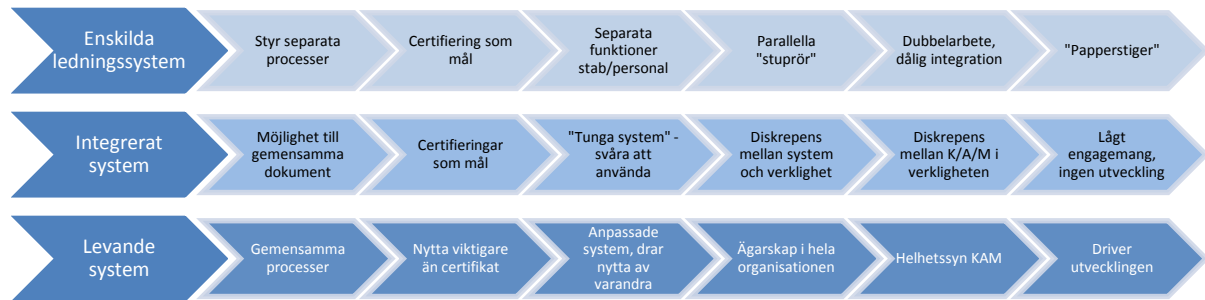 Enskilda
ledningssystem
Styr separata
processer
Certifiering som
mål
Separata
funktioner
stab/personal
Parallella
"stuprör"
Dubbelarbete,
dålig integration
"Papperstiger"
Integrerat
system
Möjlighet till
gemensamma
dokument
Certifieringar
som mål
"Tunga system" -
svåra att
använda
Diskrepens
mellan system
och verklighet
Diskrepens
mellan K/A/M i
verkligheten
Lågt
engagemang,
ingen utveckling
Levande
system
Gemensamma
processer
Nytta viktigare
än certifikat
Anpassade
system, drar
nytta av
varandra
Ägarskap i hela
organisationen
Helhetssyn KAM
Driver
utvecklingen